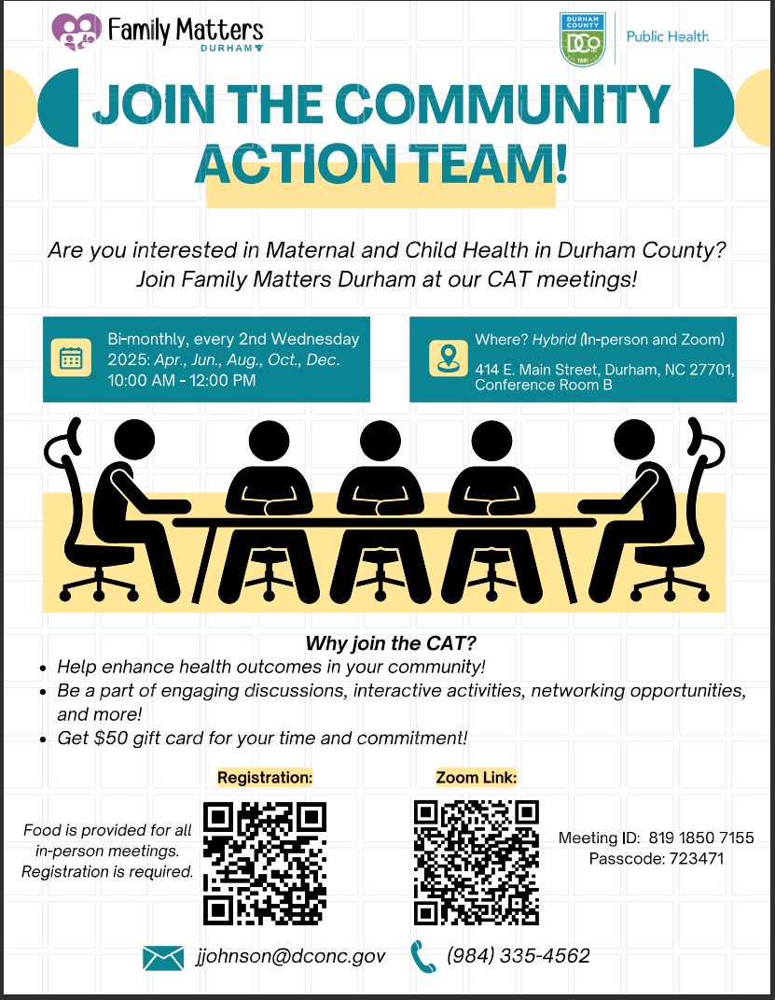 Family Matters
DURHAM
DURHAM
COUNTY
DCo
NC
1881
Public Health
JOIN THE COMMUNITY
ACTION TEAM!
Are you interested in Maternal and Child Health in Durham County?
Join Family Matters Durham at our CAT meetings!
Bi-monthly, every 2nd Wednesday
2025: Apr., Jun., Aug., Oct., Dec.
10:00 AM - 12:00 PM
Where? Hybrid (In-person and Zoom)
414 E. Main Street, Durham, NC 27701,
Conference Room B
Why join the CAT?
• Help enhance health outcomes in your community!
• Be a part of engaging discussions, interactive activities, networking opportunities,
and more!
• Get $50 gift card for your time and commitment!
Registration:
Zoom Link:
Food is provided for all
in-person meetings.
Registration is required.
Meeting ID: 819 1850 7155
Passcode: 723471
jjohnson@dconc.gov
(984) 335-4562